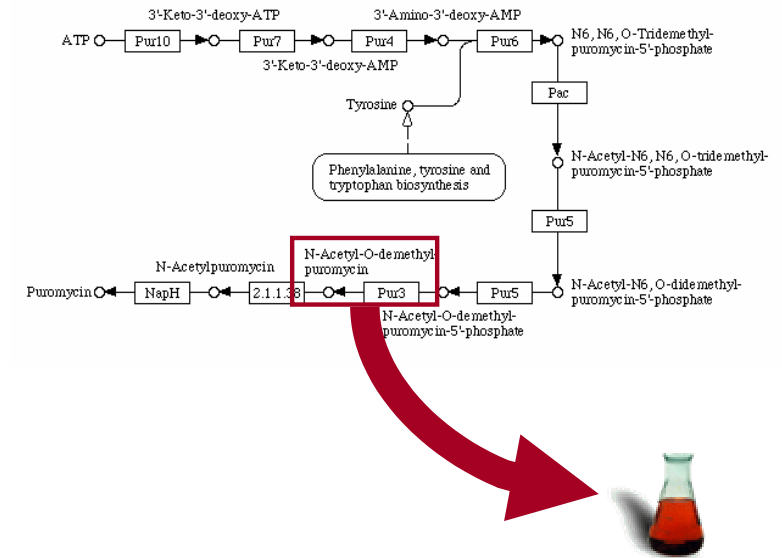 3'-Keto-3'-deoxy-ATP
3'-Amino-3'-deoxy-AMP
ATP
Pur10
Pur7
Pur4
Pur6
N6, N6, O-Tridemethyl-
puromycin-5'-phosphate
3'-Keto-3'-deoxy-AMP
Pac
Tyrosine
N-Acetyl-N6, N6, O-tridemethyl-
puromycin-5'-phosphate
Phenylalanine, tyrosine and
tryptophan biosynthesis
Pur5
N-Acetyl-O-demethyl-
puromycin
N-Acetylpuromycin
Puromycin
NapH
2.1.1.38
Pur3
Pur5
N-Acetyl-N6, O-didemethyl-
puromycin-5'-phosphate
N-Acetyl-O-demethyl-
puromycin-5'-phosphate